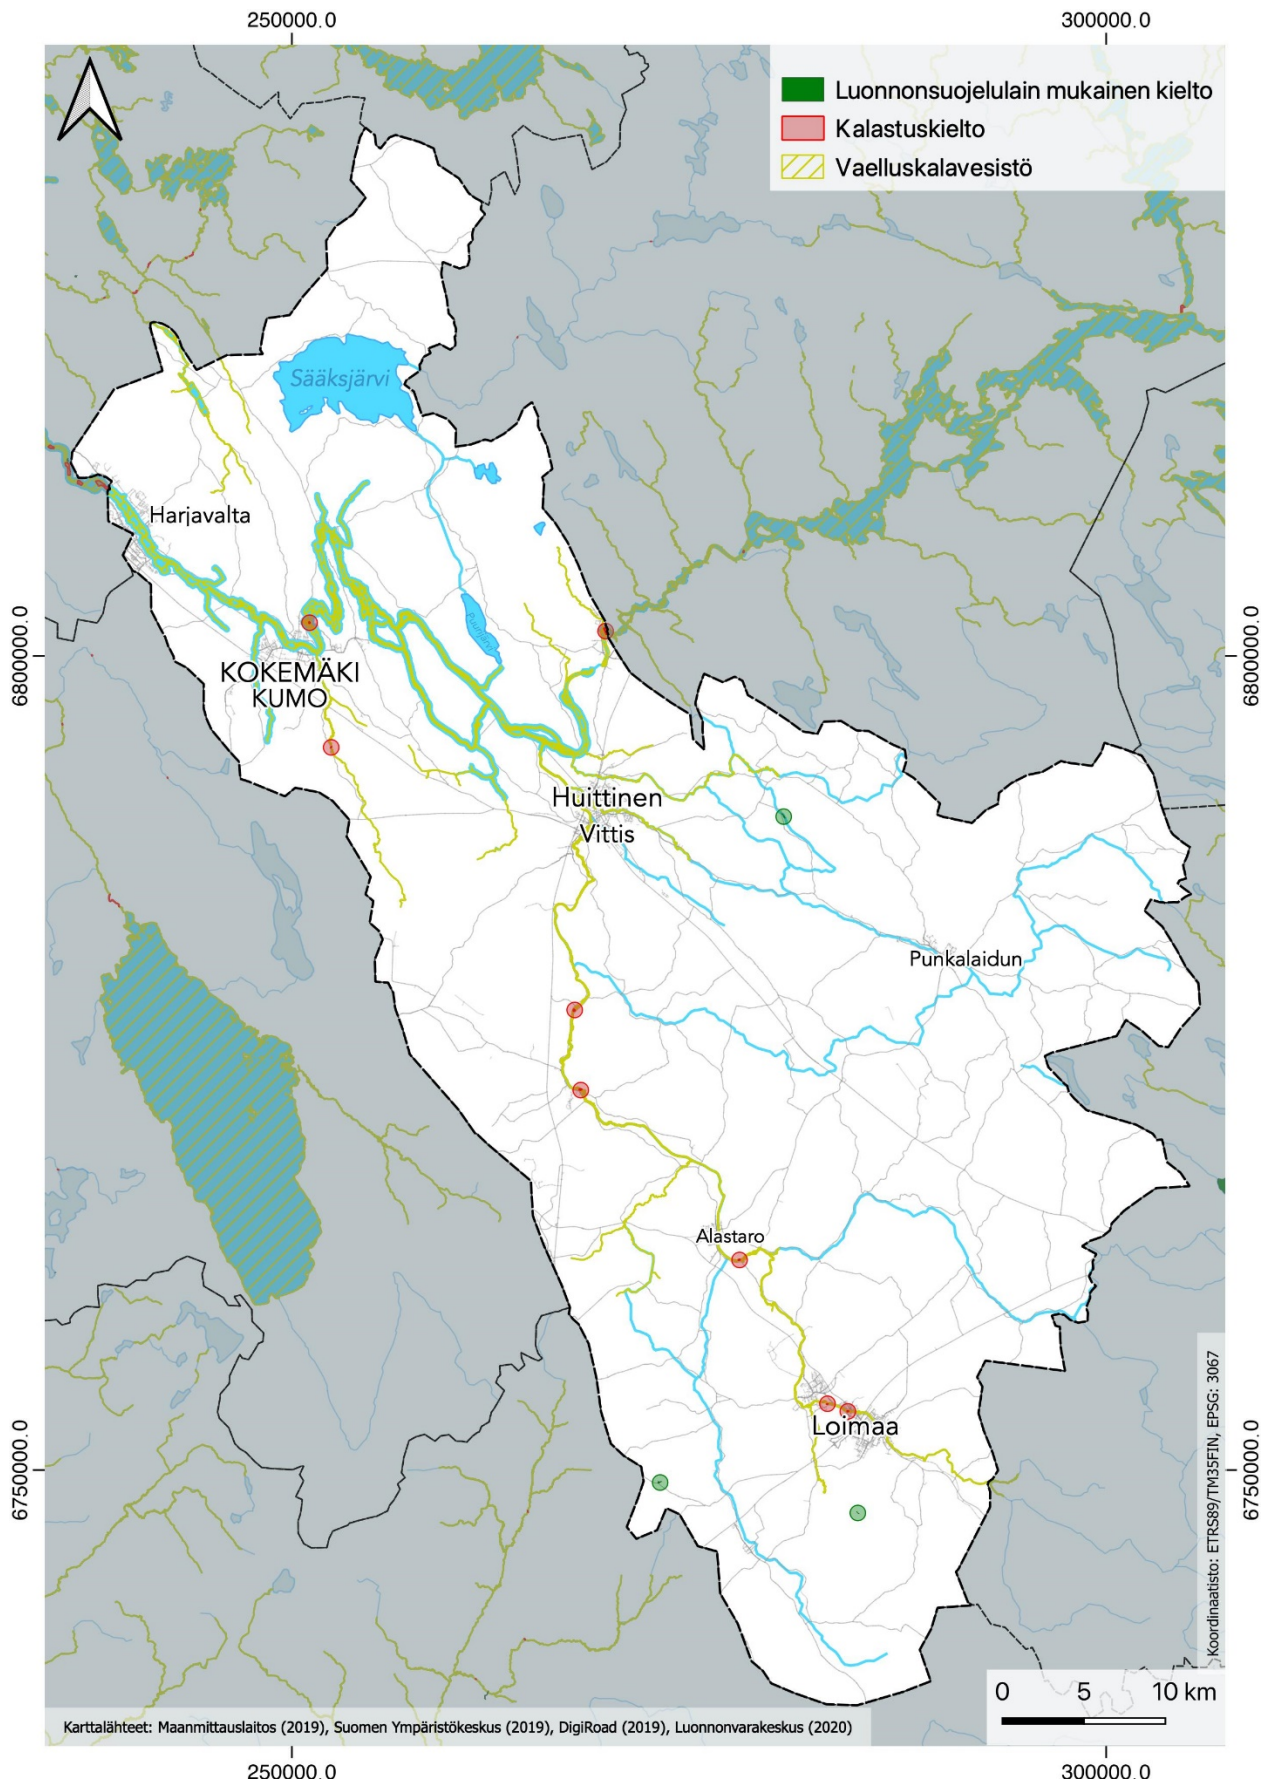 250000.0
300000.0
Luonnonsuojelulain mukainen kielto
Kalastuskielto
Vaelluskalavesistö
Sääksjärvi
Harjavalta
Puurijärvi
6800000.0
6800000.0
KOKEMÄKI
KUMO
Huittinen
Vittis
Punkalaidun
Alastaro
Loimaa
6750000.0
6750000.0
Koordinaatisto: ETRS89/TM35FIN, EPSG: 3067
0 5 10 km
Karttalähteet: Maanmittauslaitos (2019), Suomen Ympäristökeskus (2019), DigiRoad (2019), Luonnonvarakeskus (2020)
250000.0
300000.0